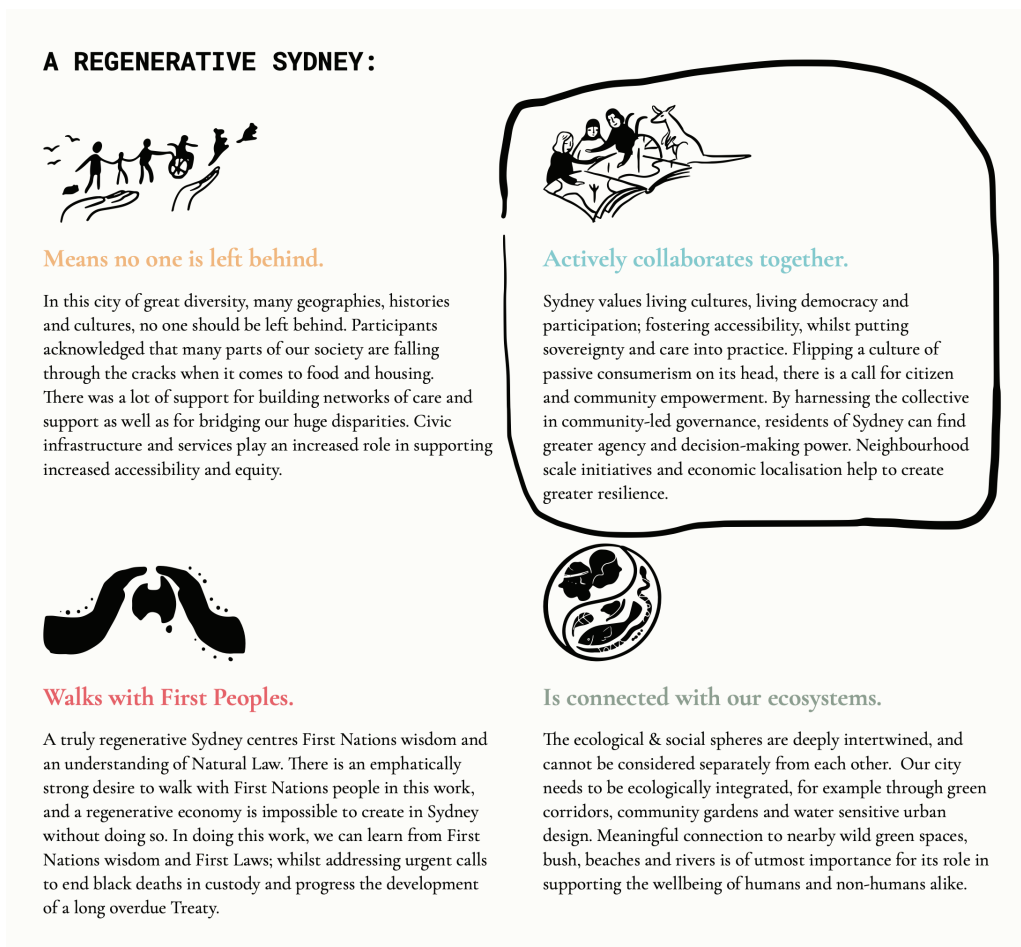 A REGENERATIVE SYDNEY:
Means no one is left behind.
In this city of great diversity, many geographies, histories
and cultures, no one should be left behind. Participants
acknowledged that many parts of our society are falling
through the cracks when it comes to food and housing.
There was a lot of support for building networks of care and
support as well as for bridging our huge disparities. Civic
infrastructure and services play an increased role in supporting
increased accessibility and equity.
Actively collaborates together.
Sydney values living cultures, living democracy and
participation; fostering accessibility, whilst putting
sovereignty and care into practice. Flipping a culture of
passive consumerism on its head, there is a call for citizen
and community empowerment. By harnessing the collective
in community-led governance, residents of Sydney can find
greater agency and decision-making power. Neighbourhood
scale initiatives and economic localisation help to create
greater resilience.
Walks with First Peoples.
A truly regenerative Sydney centres First Nations wisdom and
an understanding of Natural Law. There is an emphatically
strong desire to walk with First Nations people in this work,
and a regenerative economy is impossible to create in Sydney
without doing so. In doing this work, we can learn from First
Nations wisdom and First Laws; whilst addressing urgent calls
to end black deaths in custody and progress the development
of a long overdue Treaty.
Is connected with our ecosystems.
The ecological & social spheres are deeply intertwined, and
cannot be considered separately from each other.  Our city
needs to be ecologically integrated, for example through green
corridors, community gardens and water sensitive urban
design. Meaningful connection to nearby wild green spaces,
bush, beaches and rivers is of utmost importance for its role in
supporting the wellbeing of humans and non-humans alike.